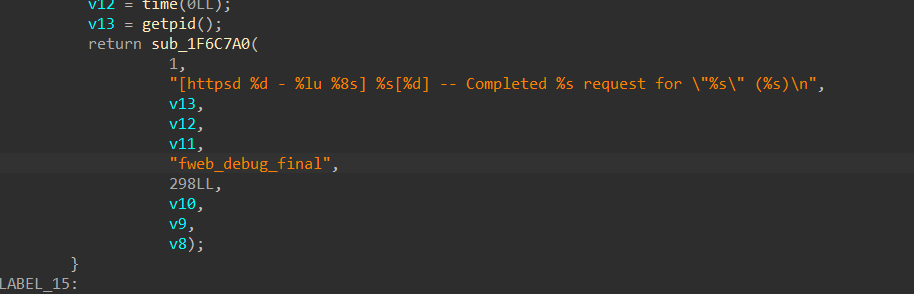 v12 = time(0LL);
v13 = getpid();
return sub_1F6C7A0(
1,
"[httpsd %d - %lu %8s] %s[%d] -- Completed %s request for \"%s\" (%s)\n",
v13,
v12,
v11,
"fweb_debug_final",
298LL,
v10,
v9,
v8);
}
LABEL_15: